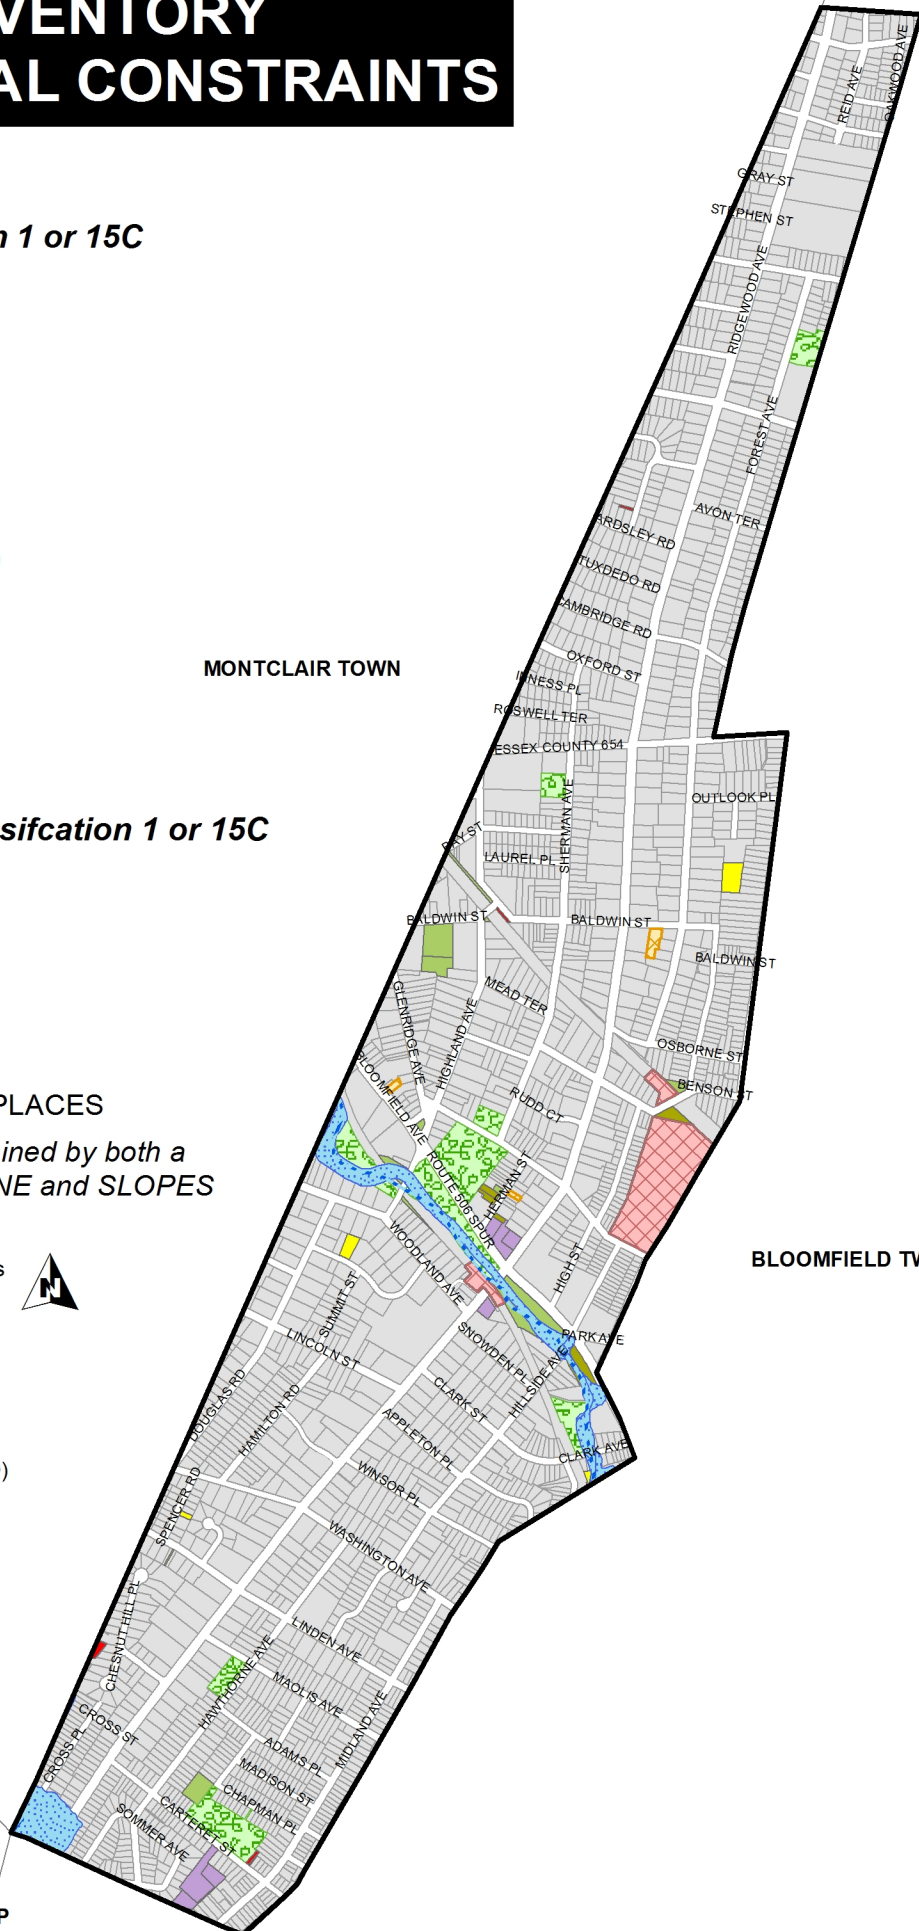 VENTORY
AL CONSTRAINTS
OAKWOOD AVE
REID AVE
GRAY ST
STEPHEN ST
n 1 or 15C
RIDGEWOOD AVE
FOREST AVE
AVON TER
ARDSLEY RD
TUXDEDO RD
CAMBRIDGE RD
OXFORD ST
MONTCLAIR TOWN
INNESS PL
ROSWELL TER
ESSEX COUNTY 654
OUTLOOK PL
SHERMAN AVE
ssifcation 1 or 15C
BAY ST
LAUREL PL
BALDWIN ST
BALDWIN ST
BALDWIN ST
MEAD TER
GLENRIDGE AVE
HIGHLAND AVE
OSBORNE ST
BENSON ST
BLOOMFIELD AVE
RUDD CT
PLACES
ined by both a
NE and SLOPES
ROUTE 506 SPUR
HERMAN ST
WOODLAND AVE
HIGH ST
BLOOMFIELD TW
s
N
SUMMIT ST
LINCOLN ST
SNOWDEN PL
PARK AVE
HILLSIDE AVE
DOUGLAS RD
HAMILTON RD
CLARK ST
APPLETON PL
CLARK AVE
)
WINSOR PL
SPENCER RD
WASHINGTON AVE
CHESNUT HILL PL
LINDEN AVE
HAWTHORNE AVE
MAOLIS AVE
MIDLAND AVE
CROSS ST
CROSS PL
ADAMS PL
MADISON ST
CHAPMAN PL
CARTERET ST
SOMMER AVE
P